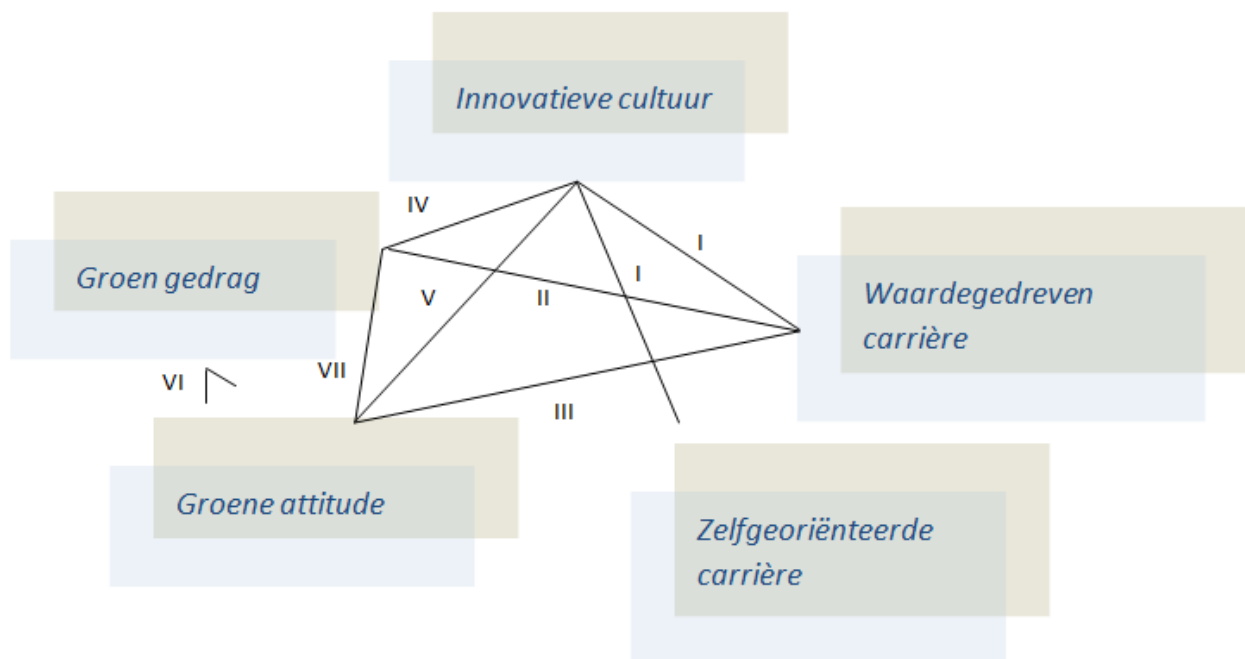 Innovatieve cultuur
IV
Groen gedrag
I
I
Waardegedreven
carrière
V
II
VII
VI
III
Groene attitude
Zelfgeoriënteerde
carrière